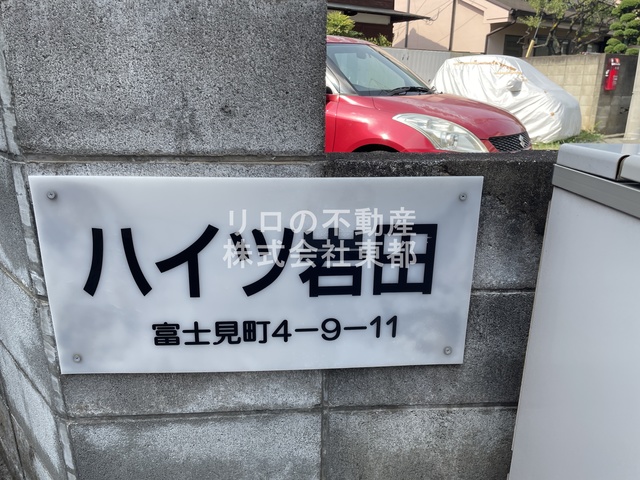 リロの不動産
株式会社東都
ハイツ岩田
富士見町4-9-11